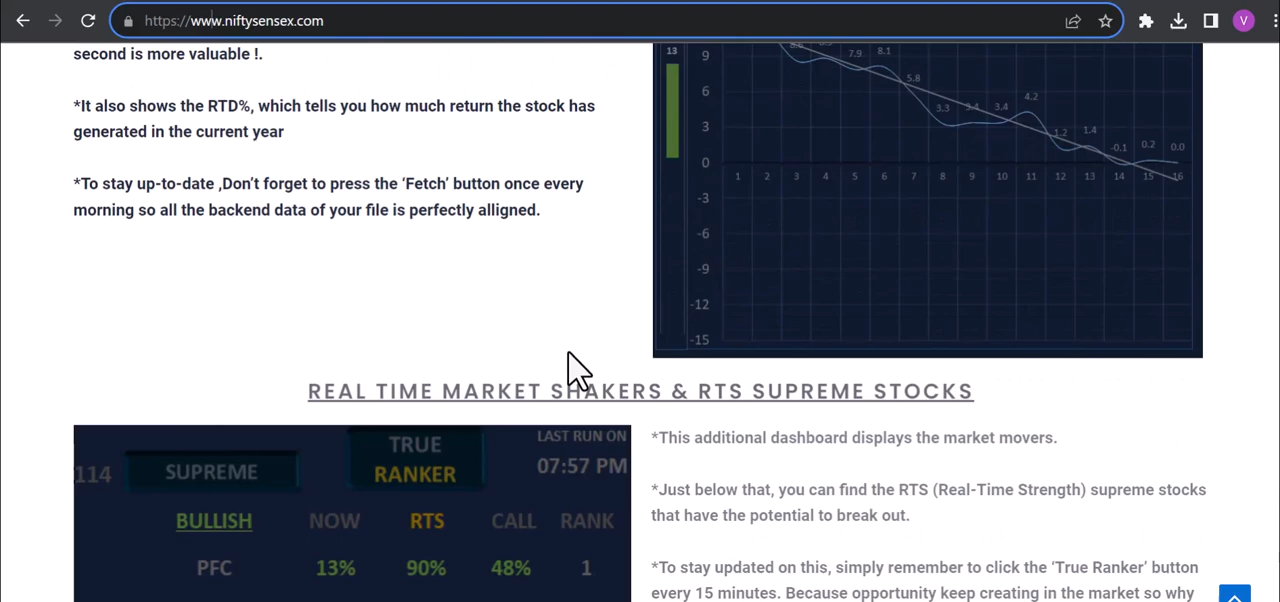 https://www.niftysensex.com
V
second is more valuable !.
*It also shows the RTD%, which tells you how much return the stock has
generated in the current year
*To stay up-to-date ,Don't forget to press the 'Fetch' button once every
morning so all the backend data of your file is perfectly alligned.
13
9
6
3
0
-3
-6
-9
-12
-15
7.9
8.1
5.8
3.3
3.4
3.4
4.2
1.2
1.4
-0.1
0.2
0.0
1 2 3 4 5 6 7 8 9 10 11 12 13 14 15 16
REAL TIME MARKET SHAKERS & RTS SUPREME STOCKS
114
SUPREME
TRUE
RANKER
LAST RUN ON
07:57 PM
BULLISH NOW RTS CALL RANK
PFC 13% 90% 48% 1
*This additional dashboard displays the market movers.
*Just below that, you can find the RTS (Real-Time Strength) supreme stocks
that have the potential to break out.
*To stay updated on this, simply remember to click the 'True Ranker' button
every 15 minutes. Because opportunity keep creating in the market so why